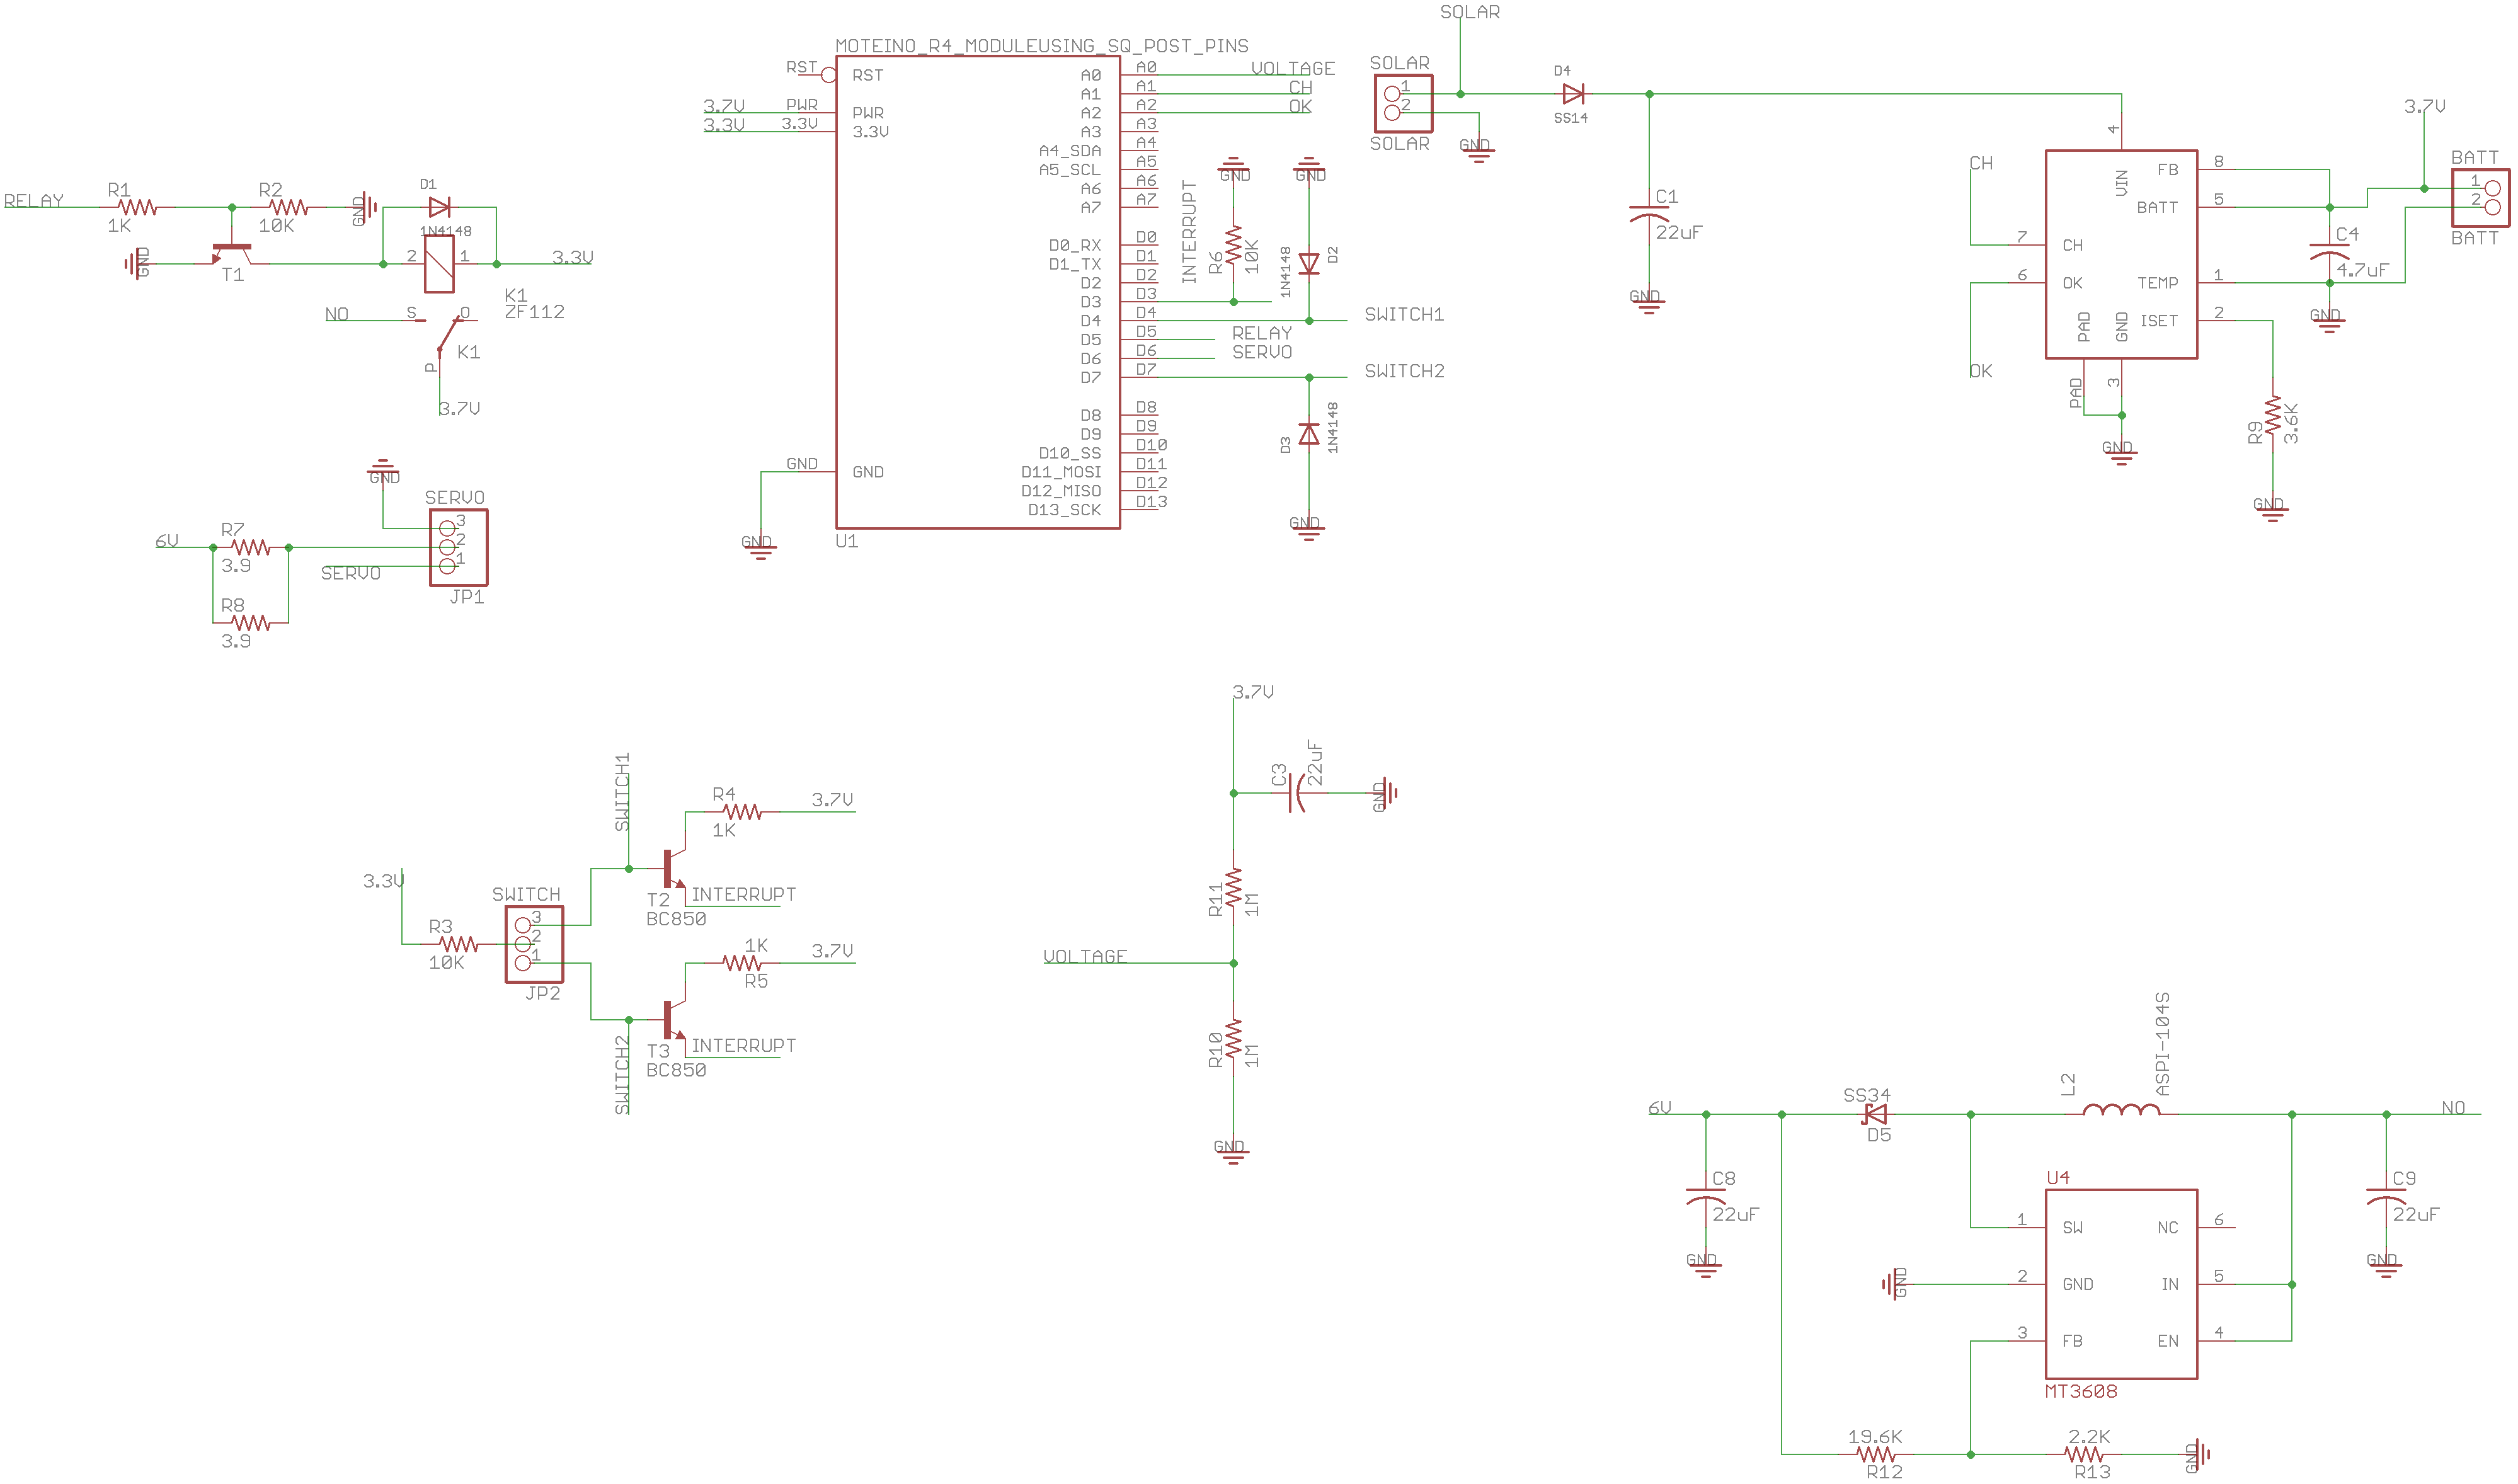 RELAY
R1
1K
R2
10K
GND
D1
1N4148
GND
T1
2
1
3.3V
K1
ZF112
NO
S
O
K1
P
3.7V
GND
SERVO
3
2
1
JP1
6V
R7
3.9
SERVO
R8
3.9
MOTEINO_R4_MODULEUSING_SQ_POST_PINS
RST
RST
3.7V
PWR
PWR
3.3V
3.3V
3.3V
GND
GND
GND
U1
A0
A0
VOLTAGE
A1
A1
CH
A2
A2
OK
A3
A3
A4_SDA
A4
A5_SCL
A5
A6
A6
A7
A7
D0_RX
D0
D1_TX
D1
D2
D2
D3
D3
D4
D4
SWITCH1
D5
D5
RELAY
D6
D6
SERVO
D7
D7
SWITCH2
D8
D8
D9
D9
D10_SS
D10
D11_MOSI
D11
D12_MISO
D12
D13_SCK
D13
INTERRUPT
GND
R6
10K
GND
1N4148
D2
D3
1N4148
GND
SOLAR
SOLAR
1
2
SOLAR
GND
D4
SS14
C1
22uF
GND
CH
OK
4
VIN
7
CH
6
OK
FB
8
BATT
5
TEMP
1
ISET
2
PAD
GND
PAD
3
GND
3.7V
BATT
1
2
BATT
C4
4.7uF
GND
R9
3.6K
GND
SWITCH1
R4
1K
3.7V
T2
BC850
INTERRUPT
3.3V
R3
10K
SWITCH
3
2
1
JP2
1K
R5
3.7V
T3
BC850
INTERRUPT
SWITCH2
3.7V
C3
22uF
GND
R11
1M
VOLTAGE
R10
1M
GND
6V
SS34
D5
L2
ASPI-104S
NO
C8
22uF
GND
C9
22uF
GND
U4
1
SW
NC
6
GND
2
GND
IN
5
3
FB
EN
4
MT3608
19.6K
R12
2.2K
R13
GND